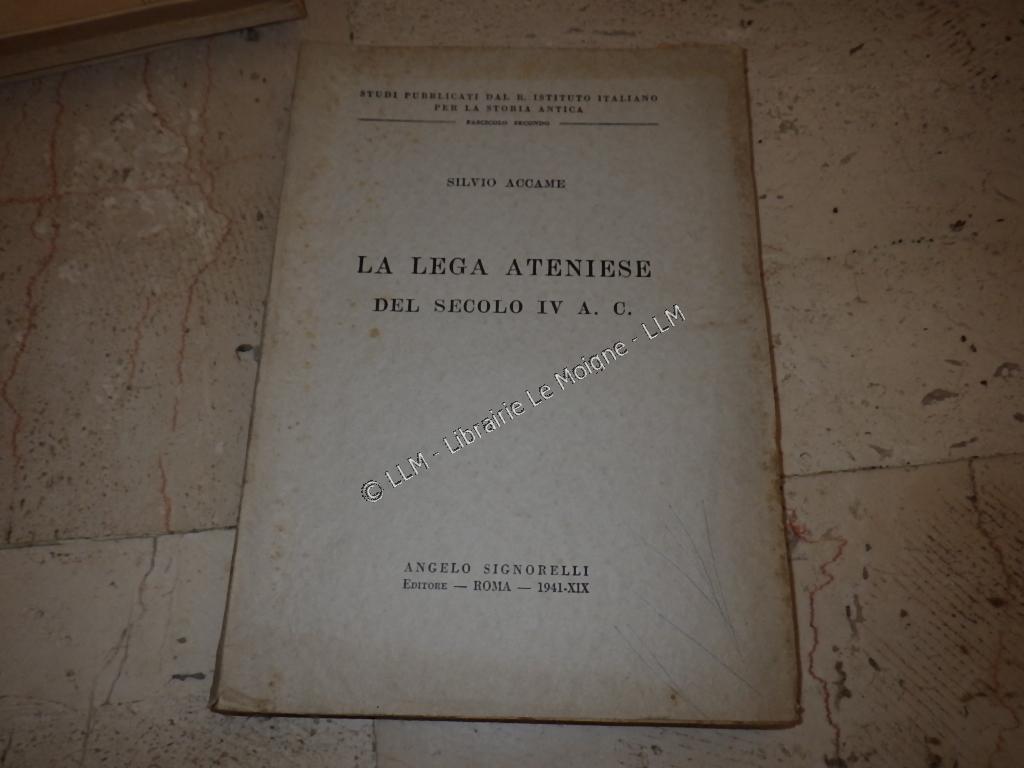 STUDI PUBBLICATI DAL R. ISTITUTO ITALIANO
PER LA STORIA ANTICA
FASCICOLO SECONDO
SILVIO ACCAME
LA LEGA ATENIESE
DEL SECOLO IV A. C.
© LLM - Librairie Le Moigne - LLM
ANGELO SIGNORELLI
EDITORE — ROMA — 1941-XIX